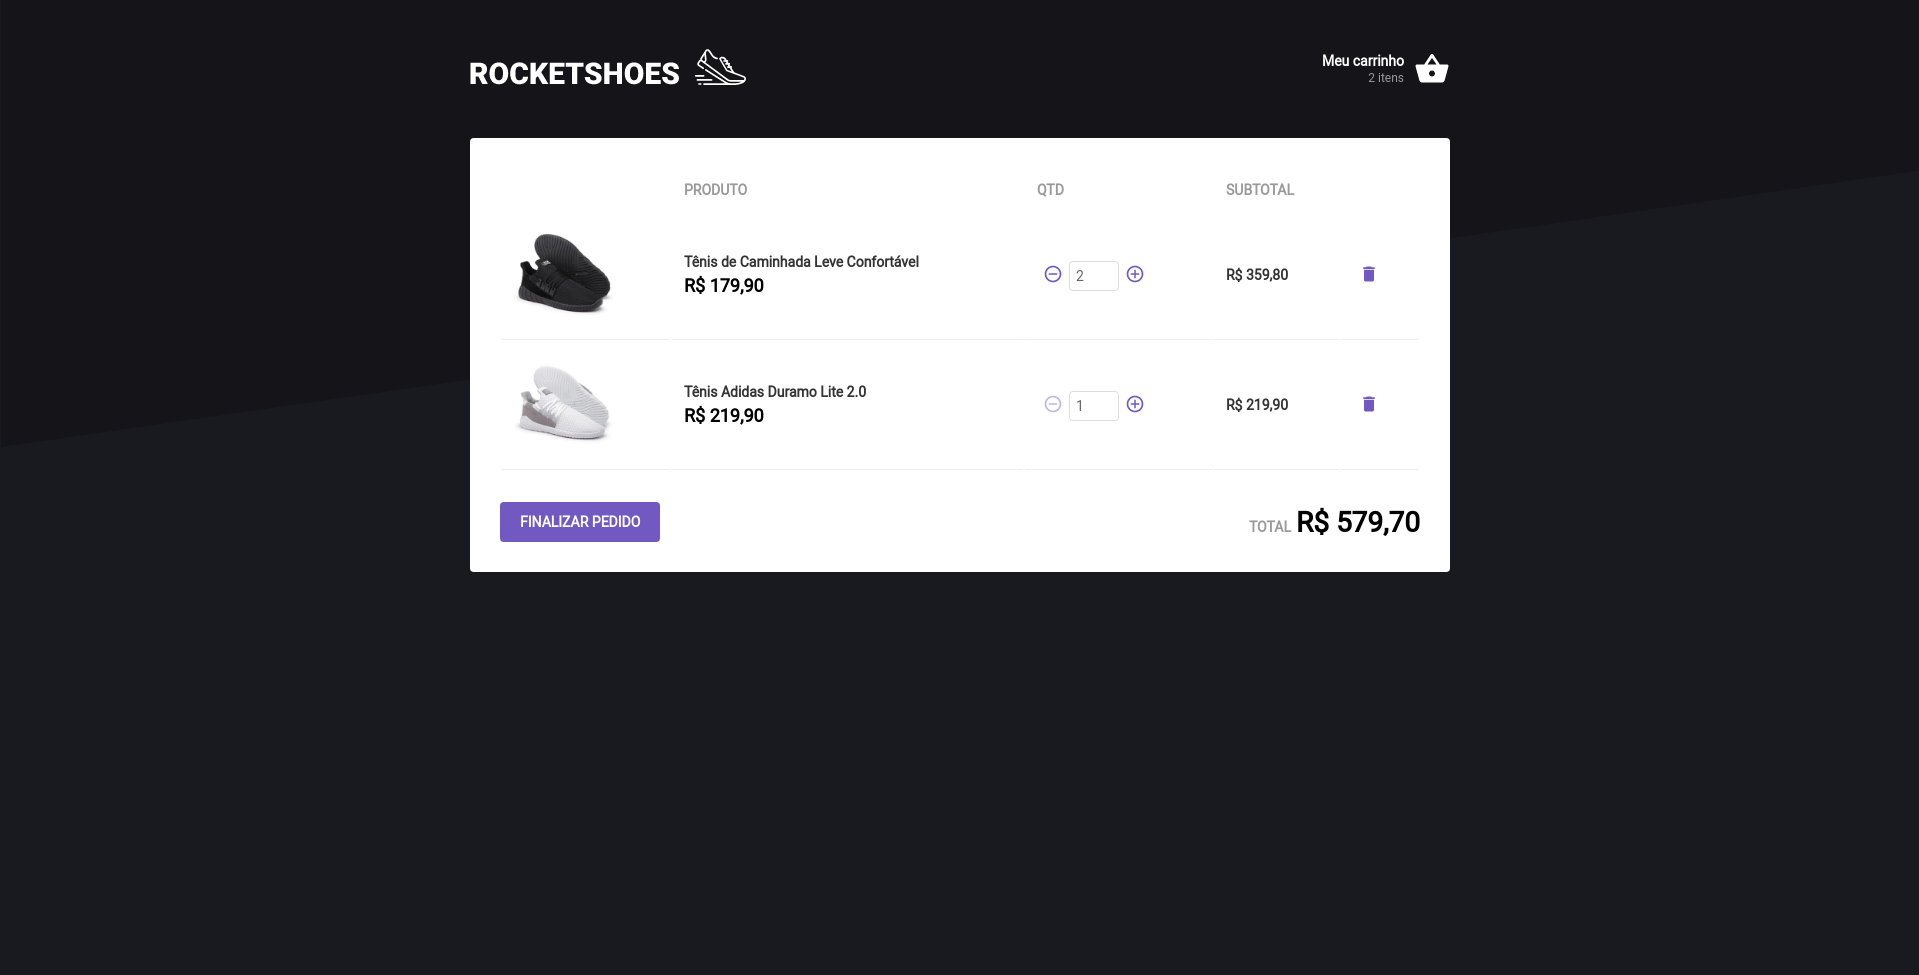 ROCKETSHOES
Meu carrinho
2 itens
PRODUTO QTD SUBTOTAL
Tênis de Caminhada Leve Confortável
R$ 179,90
2
R$ 359,80
Tênis Adidas Duramo Lite 2.0
R$ 219,90
1
R$ 219,90
FINALIZAR PEDIDO
TOTAL R$ 579,70